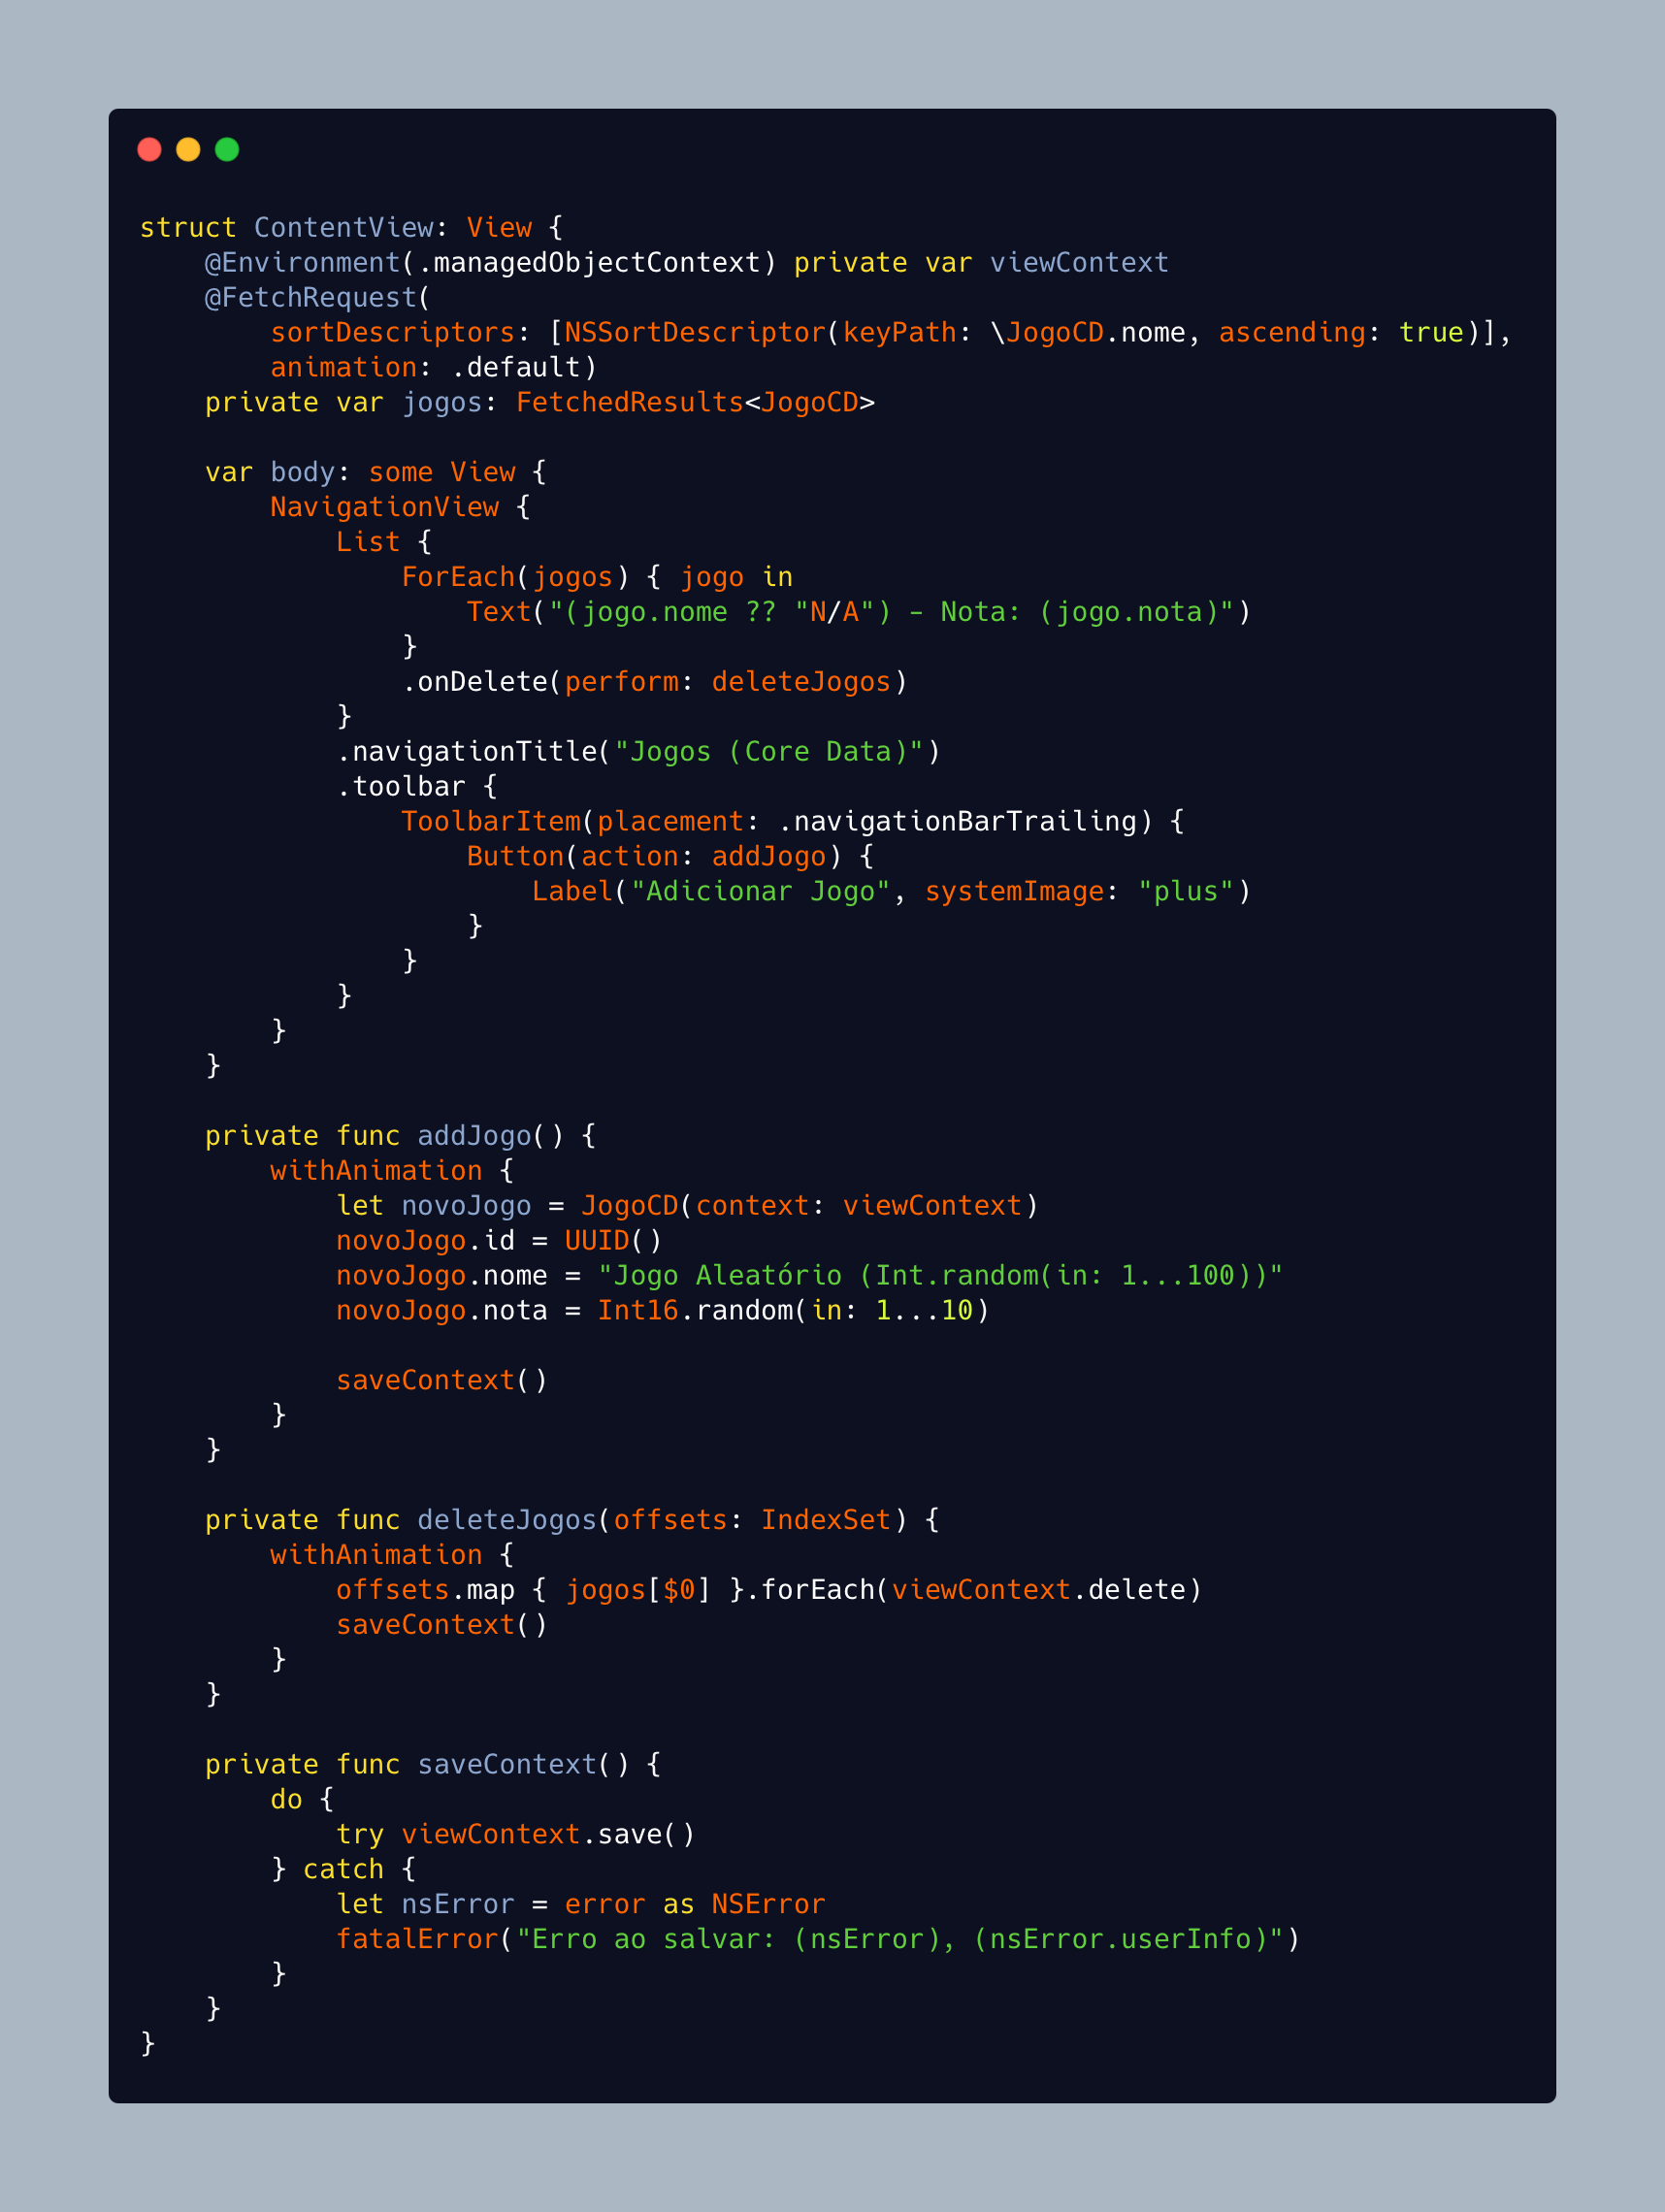 struct ContentView: View {
    @Environment(.managedObjectContext) private var viewContext
    @FetchRequest(
        sortDescriptors: [NSSortDescriptor(keyPath: \JogoCD.nome, ascending: true)],
        animation: .default)
    private var jogos: FetchedResults<JogoCD>

    var body: some View {
        NavigationView {
            List {
                ForEach(jogos) { jogo in
                    Text("(jogo.nome ?? "N/A") - Nota: (jogo.nota)")
                }
                .onDelete(perform: deleteJogos)
            }
            .navigationTitle("Jogos (Core Data)")
            .toolbar {
                ToolbarItem(placement: .navigationBarTrailing) {
                    Button(action: addJogo) {
                        Label("Adicionar Jogo", systemImage: "plus")
                    }
                }
            }
        }
    }

    private func addJogo() {
        withAnimation {
            let novoJogo = JogoCD(context: viewContext)
            novoJogo.id = UUID()
            novoJogo.nome = "Jogo Aleatório (Int.random(in: 1...100))"
            novoJogo.nota = Int16.random(in: 1...10)

            saveContext()
        }
    }

    private func deleteJogos(offsets: IndexSet) {
        withAnimation {
            offsets.map { jogos[$0] }.forEach(viewContext.delete)
            saveContext()
        }
    }

    private func saveContext() {
        do {
            try viewContext.save()
        } catch {
            let nsError = error as NSError
            fatalError("Erro ao salvar: (nsError), (nsError.userInfo)")
        }
    }
}